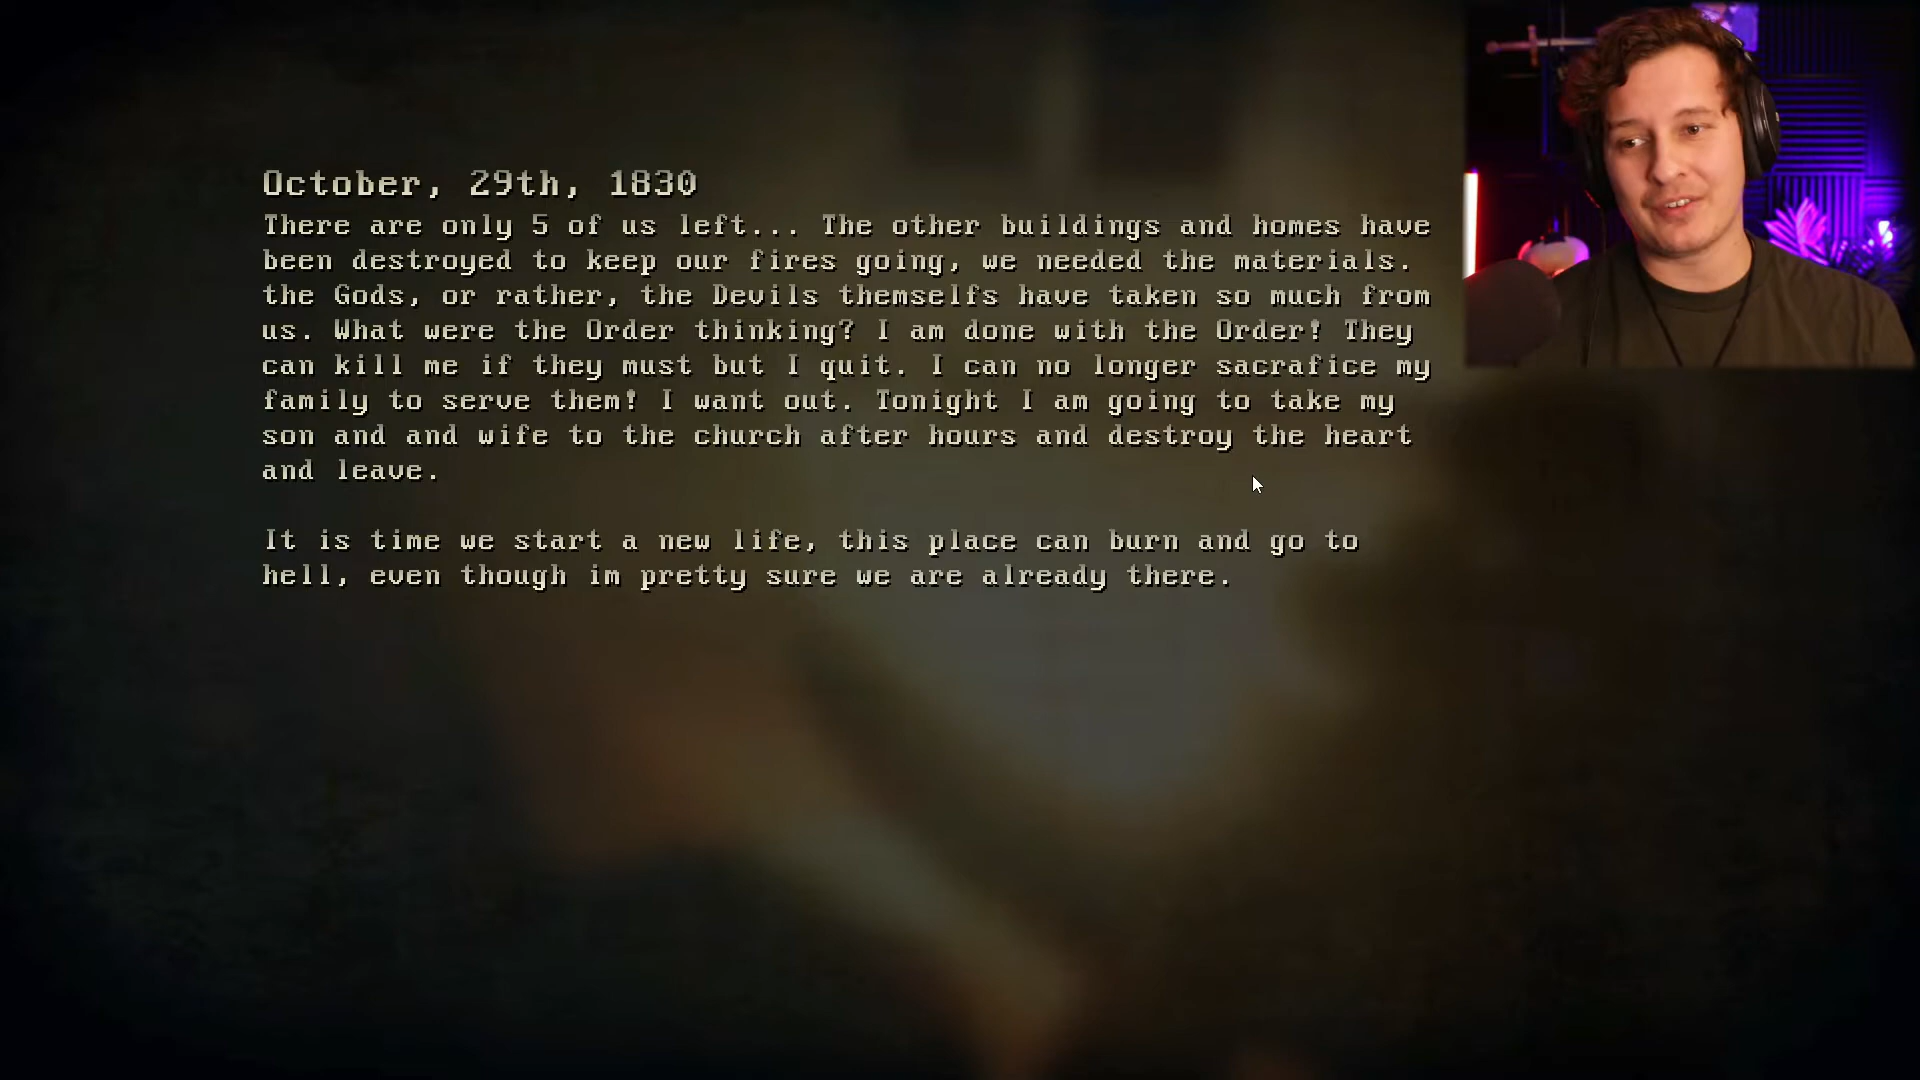 October, 29th, 1830
There are only 5 of us left... The other buildings and homes have
been destroyed to keep our fires going, we needed the materials.
the Gods, or rather, the Devils themselfs have taken so much from
us. What were the Order thinking? I am done with the Order! They
can kill me if they must but I quit. I can no longer sacrafice my
family to serve them! I want out. Tonight I am going to take my
son and and wife to the church after hours and destroy the heart
and leave.
It is time we start a new life, this place can burn and go to
hell, even though im pretty sure we are already there.